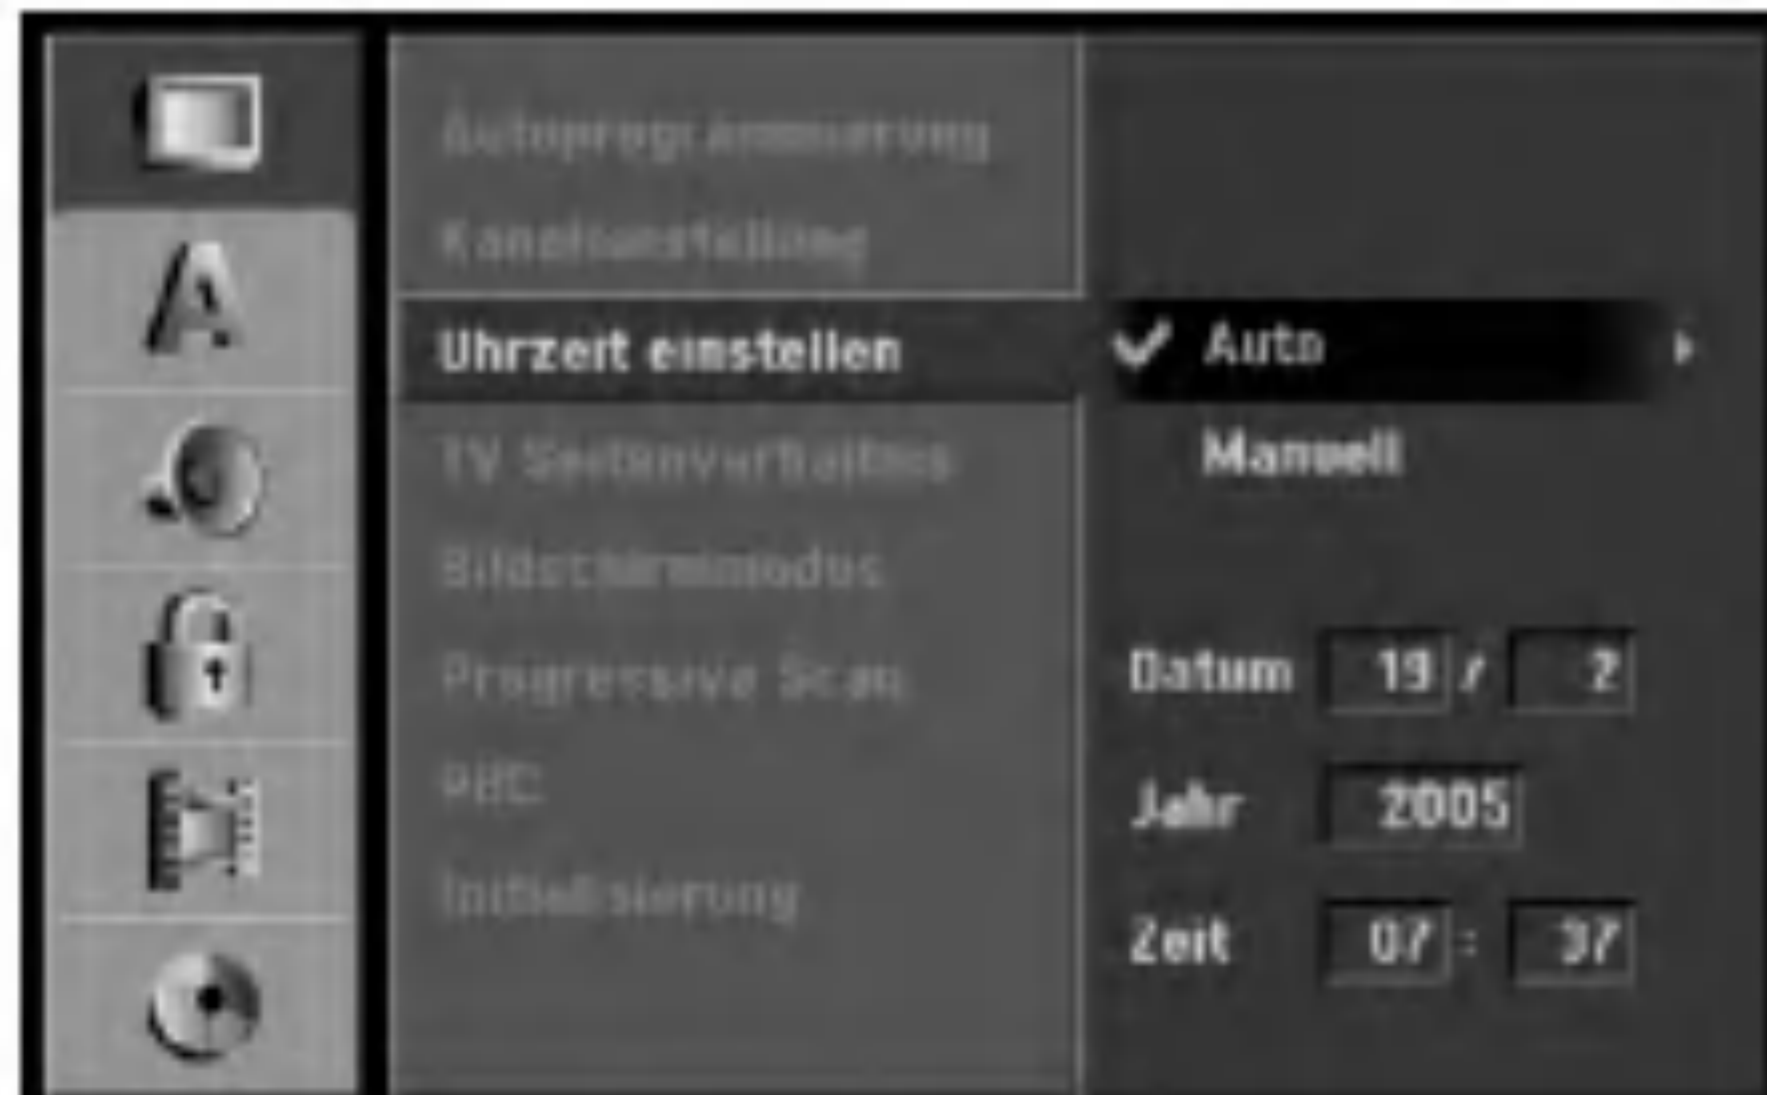 Autoprogrammierung
Kanaleinstellung
Uhrzeit einstellen
TV Seitenverhältnis
Bildschirmmodus
Progressive Scan
PBC
Initialisierung
Auto
Manuell
Datum 19 / 2
Jahr 2005
Zeit 07 : 37